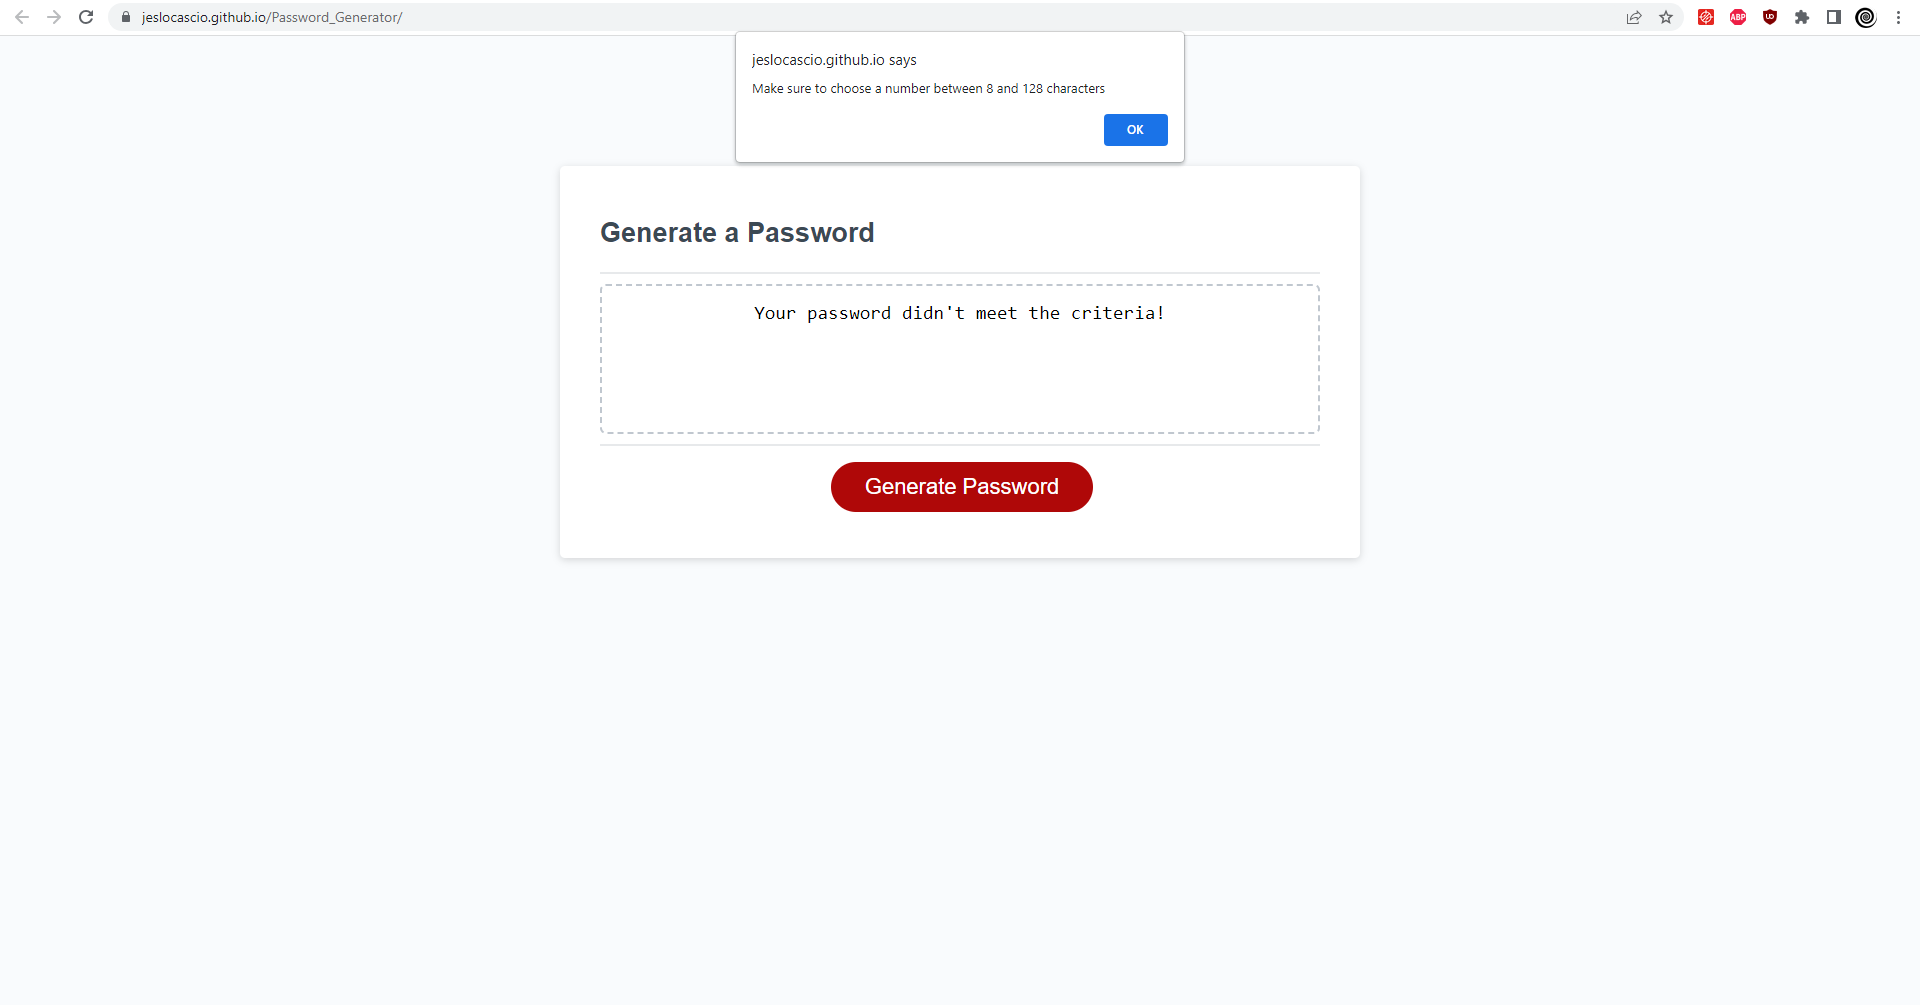 jeslocascio.github.io/Password_Generator/
ABP
jeslocascio.github.io says
Make sure to choose a number between 8 and 128 characters
OK
Generate a Password
Your password didn't meet the criteria!
Generate Password